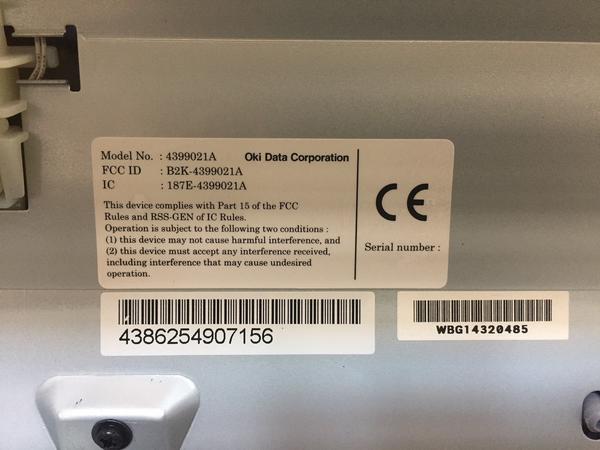 Model No. : 4399021A Oki Data Corporation
FCC ID : B2K-4399021A
IC : 187E-4399021A
This device complies with Part 15 of the FCC
Rules and RSS-GEN of IC Rules.
Operation is subject to the following two conditions :
(1) this device may not cause harmful interference, and
(2) this device must accept any interference received,
including interference that may cause undesired
operation.
CE
Serial number :
4386254907156
WBG14320485